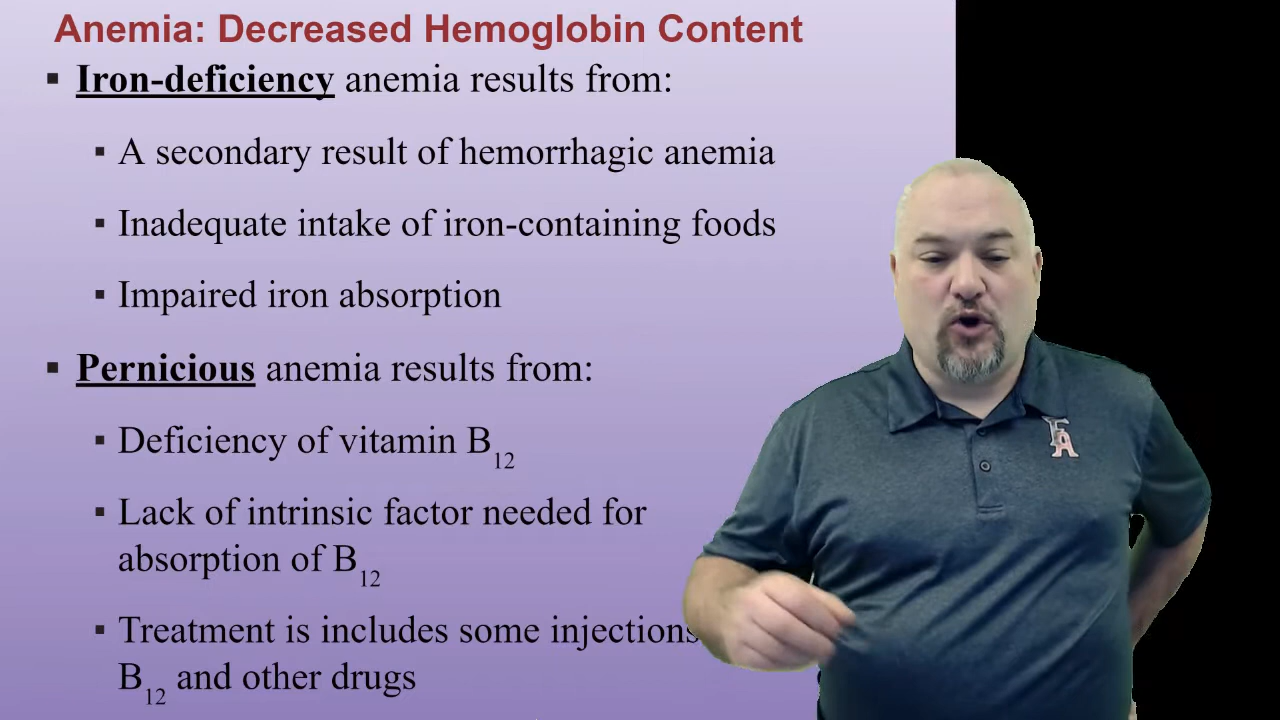 Anemia: Decreased Hemoglobin Content
▪ Iron-deficiency anemia results from:
▪ A secondary result of hemorrhagic anemia
▪ Inadequate intake of iron-containing foods
▪ Impaired iron absorption
▪ Pernicious anemia results from:
▪ Deficiency of vitamin B12
▪ Lack of intrinsic factor needed for
absorption of B12
▪ Treatment is includes some injections
B12 and other drugs
FA